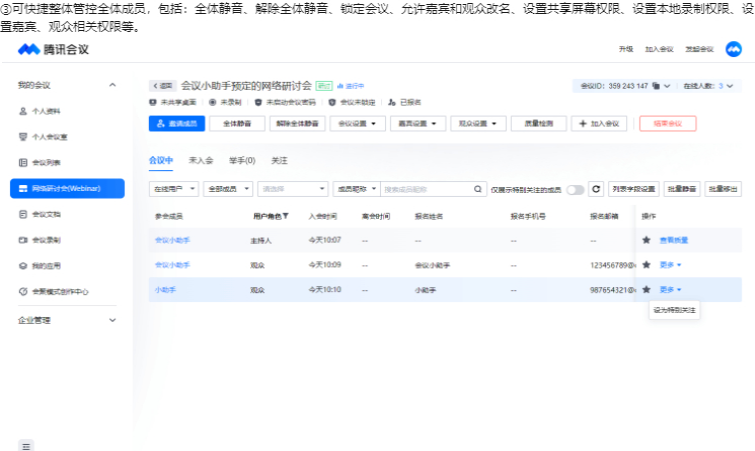 ③可快捷整体管控全体成员，包括：全体静音、解除全体静音、锁定会议、允许嘉宾和观众改名、设置共享屏幕权限、设置本地录制权限、设
置嘉宾、观众相关权限等。
腾讯会议 升级 加入会议 发起会议
我的会议
个人资料
个人会议室
会议列表
网络研讨会(Webinar)
会议文档
会议录制
我的应用
会聚模式创作中心
企业管理
返回 会议小助手预定的网络研讨会 研讨 进行中 会议ID：359 243 147 在线人数：3
未共享桌面 未录制 未启动会议密码 会议未锁定 已报名
邀请成员 全体静音 解除全体静音 会议设置 嘉宾设置 观众设置 质量检测 加入会议 结束会议
会议中 未入会 举手(0) 关注
在线用户 全部成员 请选择 成员昵称 搜索成员昵称 仅展示特别关注的成员 列表字段设置 批量静音 批量移出
参会成员 用户角色 入会时间 离会时间 报名姓名 报名手机号 报名邮箱 操作
会议小助手 主持人 今天10:07 -- -- -- -- 查看质量
会议小助手 观众 今天10:09 -- 会议小助手 -- 123456789@ 更多
小助手 观众 今天10:10 -- 小助手 -- 987654321@ 更多
设为特别关注